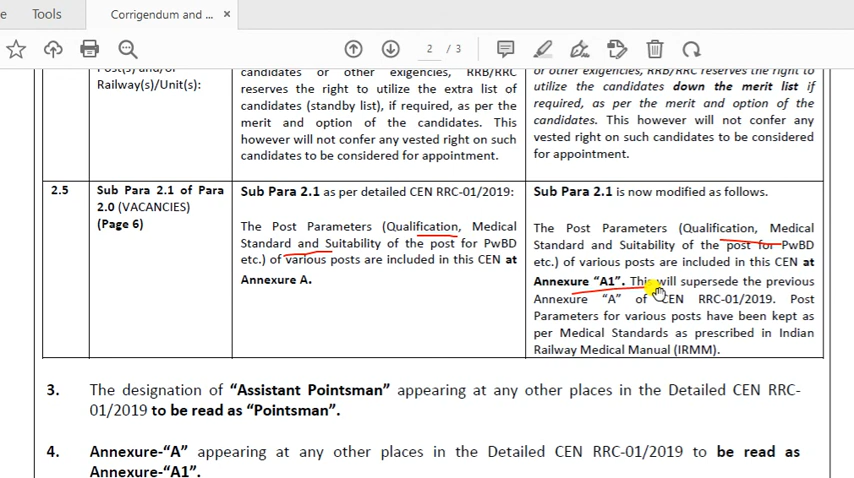 e Tools Corrigendum and ... ×
2 / 3
Post(s) and/or
Railway(s)/Unit(s):
candidates or other exigencies, RRB/RRC
reserves the right to utilize the extra list of
candidates (standby list), if required, as per the
merit and option of the candidates. This
however will not confer any vested right on such
candidates to be considered for appointment.
or other exigencies, RRB/RRC reserves the right to
utilize the candidates down the merit list if
required, as per the merit and option of the
candidates. This however will not confer any
vested right on such candidates to be considered
for appointment.
2.5
Sub Para 2.1 of Para
2.0 (VACANCIES)
(Page 6)
Sub Para 2.1 as per detailed CEN RRC-01/2019:
The Post Parameters (Qualification, Medical
Standard and Suitability of the post for PwBD
etc.) of various posts are included in this CEN at
Annexure A.
Sub Para 2.1 is now modified as follows.
The Post Parameters (Qualification, Medical
Standard and Suitability of the post for PwBD
etc.) of various posts are included in this CEN at
Annexure “A1”. This will supersede the previous
Annexure “A” of CEN RRC-01/2019. Post
Parameters for various posts have been kept as
per Medical Standards as prescribed in Indian
Railway Medical Manual (IRMM).
3. The designation of “Assistant Pointsman” appearing at any other places in the Detailed CEN RRC-
01/2019 to be read as “Pointsman”.
4. Annexure-“A” appearing at any other places in the Detailed CEN RRC-01/2019 to be read as
Annexure-“A1”.